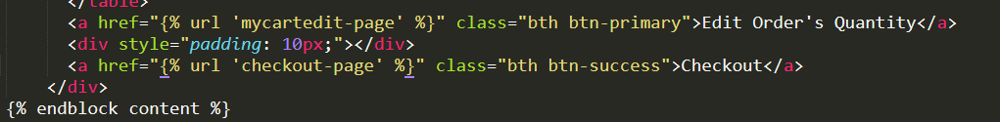 </table>
<a href="{% url 'mycartedit-page' %}" class="bth btn-primary">Edit Order's Quantity</a>
<div style="padding: 10px;"></div>
<a href="{% url 'checkout-page' %}" class="bth btn-success">Checkout</a>
</div>
{% endblock content %}